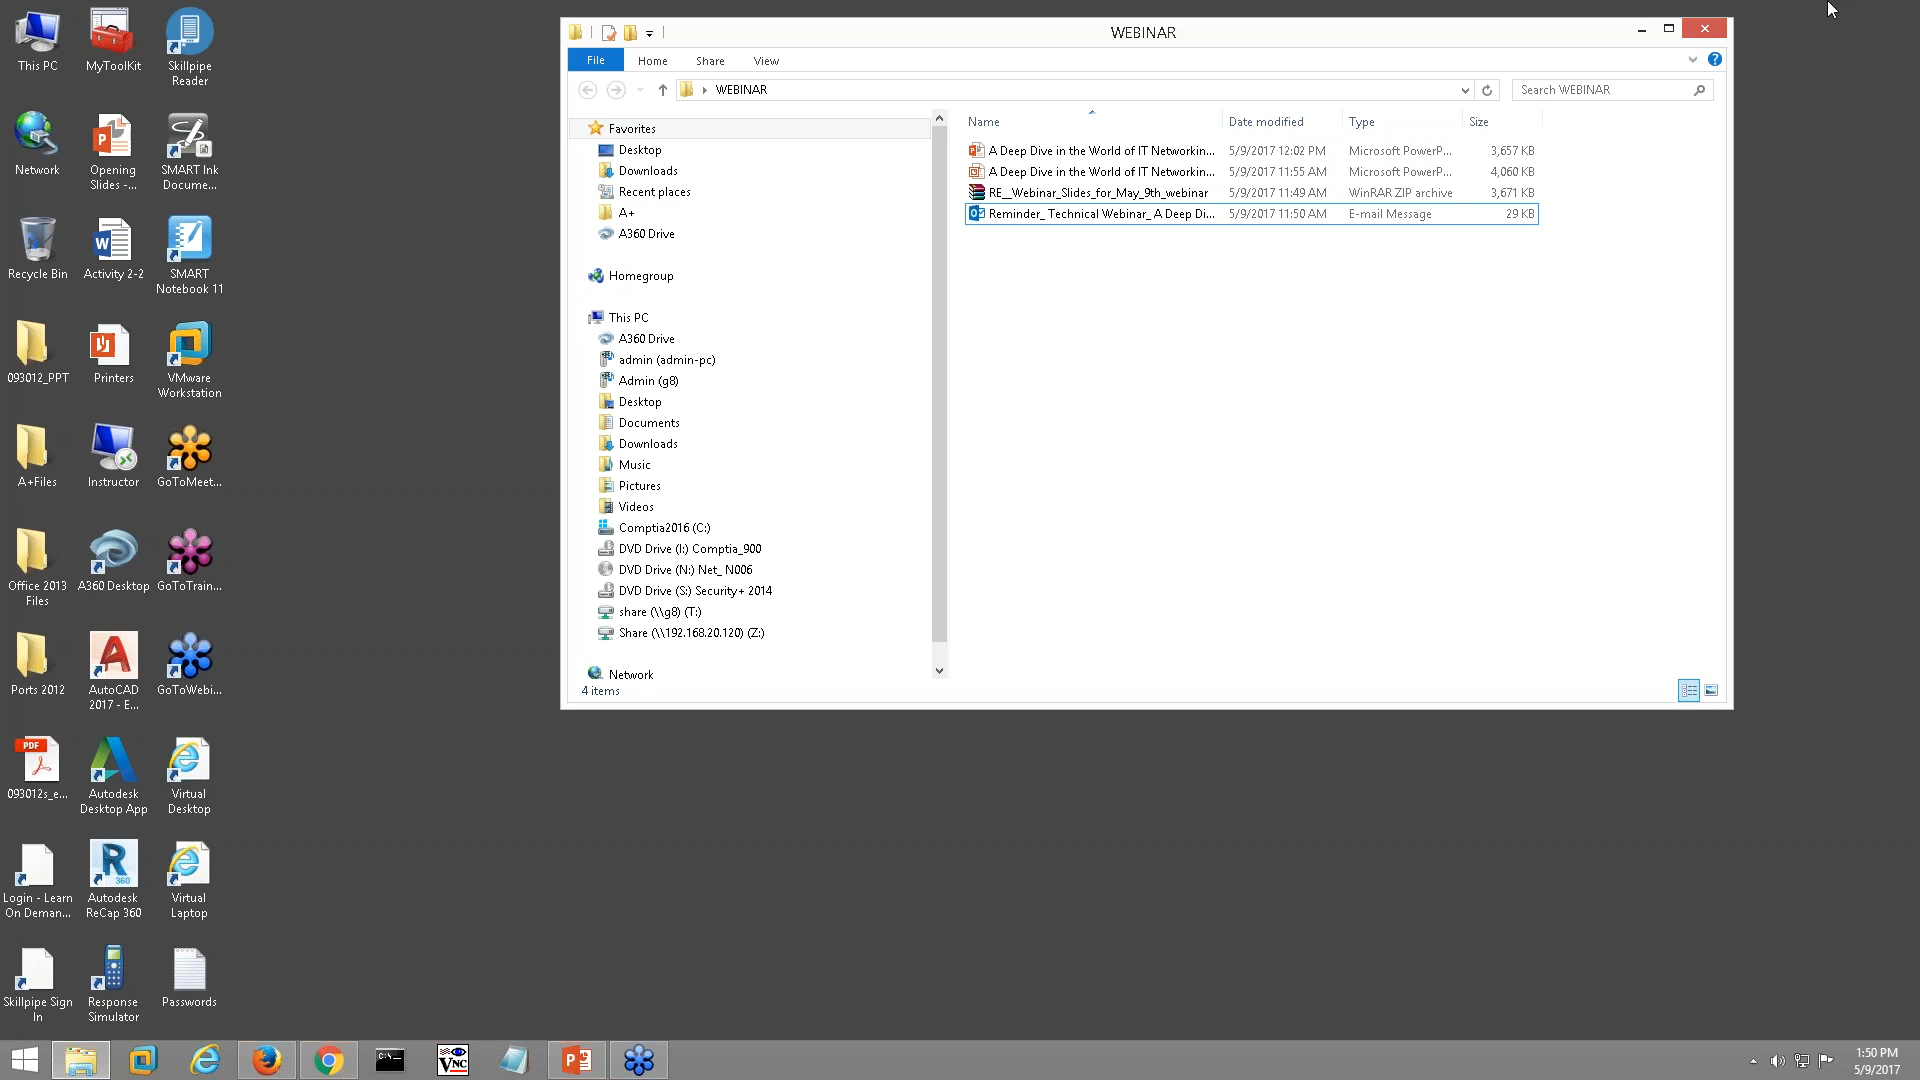 This PC
MyToolKit
Skillpipe
Reader
Network
Opening
Slides -...
SMART Ink
Docume...
Recycle Bin
Activity 2-2
SMART
Notebook 11
093012_PPT
Printers
VMware
Workstation
A+Files
Instructor
GoToMeet...
Office 2013
Files
A360 Desktop
GoToTrain...
Ports 2012
AutoCAD
2017 - E...
GoToWebi...
PDF
093012s_e...
Autodesk
Desktop App
Virtual
Desktop
Login - Learn
On Deman...
360
Autodesk
ReCap 360
Virtual
Laptop
Skillpipe Sign
In
Response
Simulator
Passwords
WEBINAR
File Home Share View
WEBINAR
Search WEBINAR
Favorites
Desktop
Downloads
Recent places
A+
A360 Drive
Homegroup
This PC
A360 Drive
admin (admin-pc)
Admin (g8)
Desktop
Documents
Downloads
Music
Pictures
Videos
Comptia2016 (C:)
DVD Drive (I:) Comptia_900
DVD Drive (N:) Net_ N006
DVD Drive (S:) Security+ 2014
share (\\g8) (T:)
Share (\\192.168.20.120) (Z:)
Network
4 items
Name Date modified Type Size
A Deep Dive in the World of IT Networkin... 5/9/2017 12:02 PM Microsoft PowerP... 3,657 KB
A Deep Dive in the World of IT Networkin... 5/9/2017 11:55 AM Microsoft PowerP... 4,060 KB
RE__Webinar_Slides_for_May_9th_webinar 5/9/2017 11:49 AM WinRAR ZIP archive 3,671 KB
Reminder_ Technical Webinar_ A Deep Di... 5/9/2017 11:50 AM E-mail Message 29 KB
VNC
1:50 PM
5/9/2017